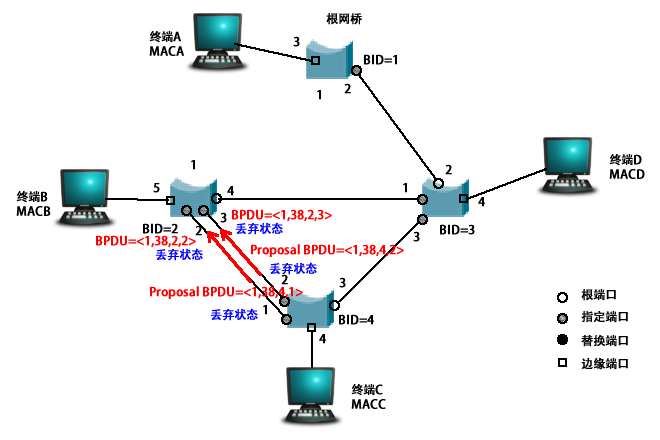 终端A
MACA
3
根网桥
BID=1
1
2
终端B
MACB
5
1
4
BID=2
2
3
BPDU=<1,38,2,3>
丢弃状态
BPDU=<1,38,2,2>
丢弃状态
Proposal BPDU=<1,38,4,2>
丢弃状态
Proposal BPDU=<1,38,4,1>
丢弃状态
1
2
3
BID=4
4
终端C
MACC
1
2
3
4
BID=3
终端D
MACD
根端口
指定端口
替换端口
边缘端口